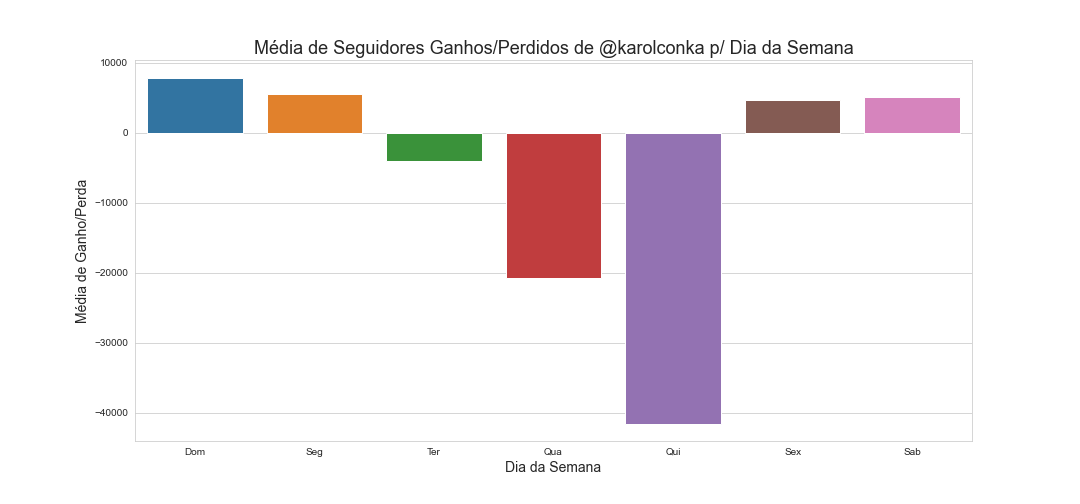 Média de Seguidores Ganhos/Perdidos de @karolconka p/ Dia da Semana
10000
0
−10000
−20000
−30000
−40000
Média de Ganho/Perda
Dom Seg Ter Qua Qui Sex Sab
Dia da Semana